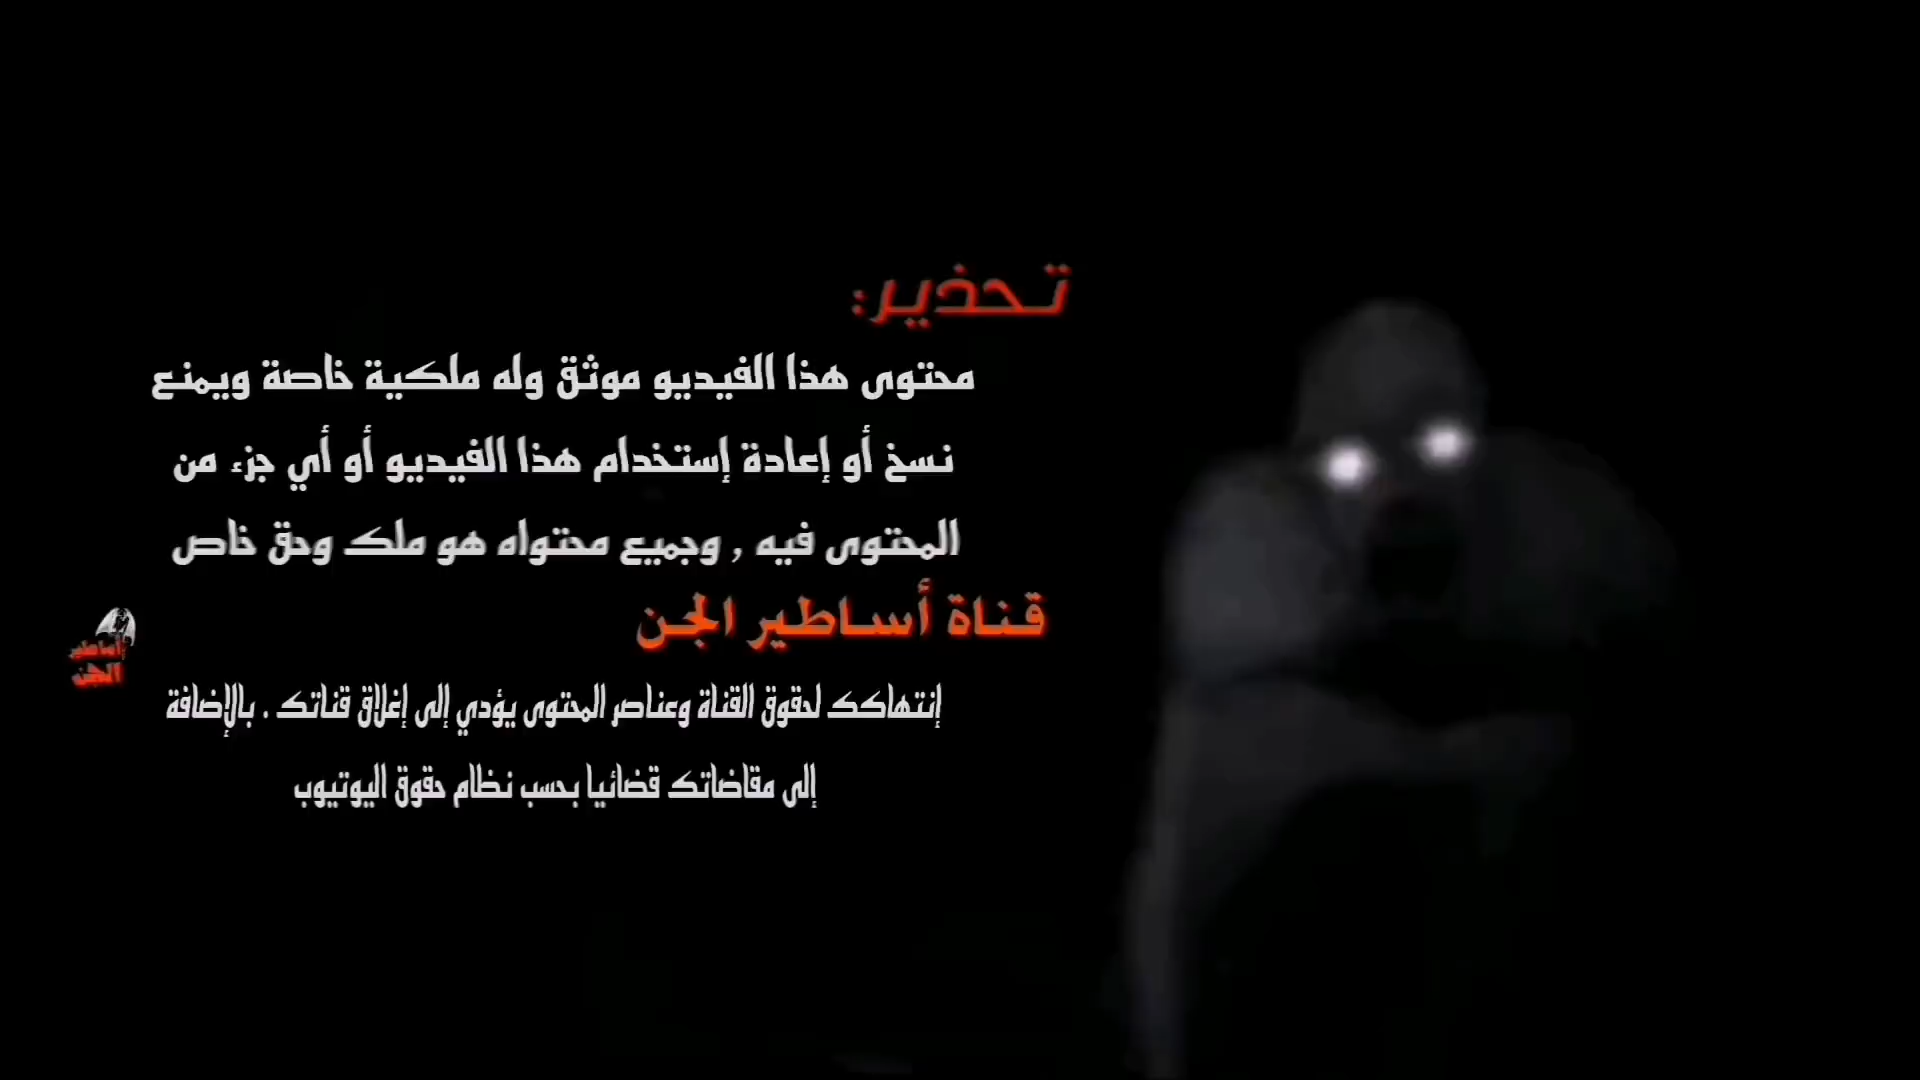 تحذير:
محتوى هذا الفيديو موثق وله ملكية خاصة ويمنع
نسخ أو إعادة إستخدام هذا الفيديو أو أي جزء من
المحتوى فيه , وجميع محتواه هو ملك وحق خاص
قناة أساطير الجن
أساطير
الجن
إنتهاكك لحقوق القناة وعناصر المحتوى يؤدي إلى إغلاق قناتك . بالإضافة
إلى مقاضاتك قضائيا بحسب نظام حقوق اليوتيوب